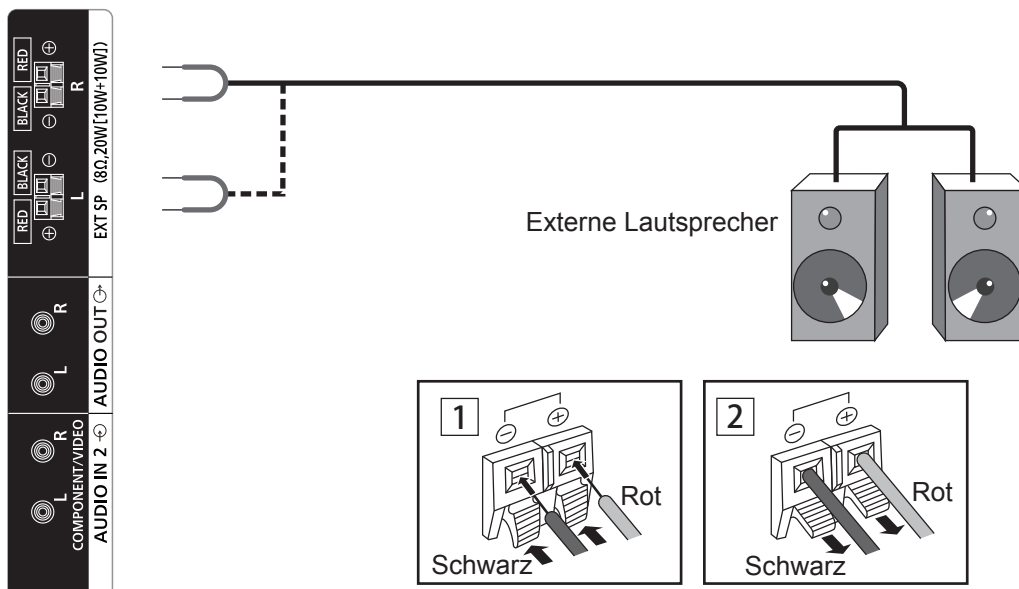 RED
BLACK
R
BLACK
RED
L
EXT SP (8Ω,20W[10W+10W])
R
L
AUDIO OUT
R
L
COMPONENT/VIDEO
AUDIO IN 2
Externe Lautsprecher
1
Rot
Schwarz
2
Rot
Schwarz